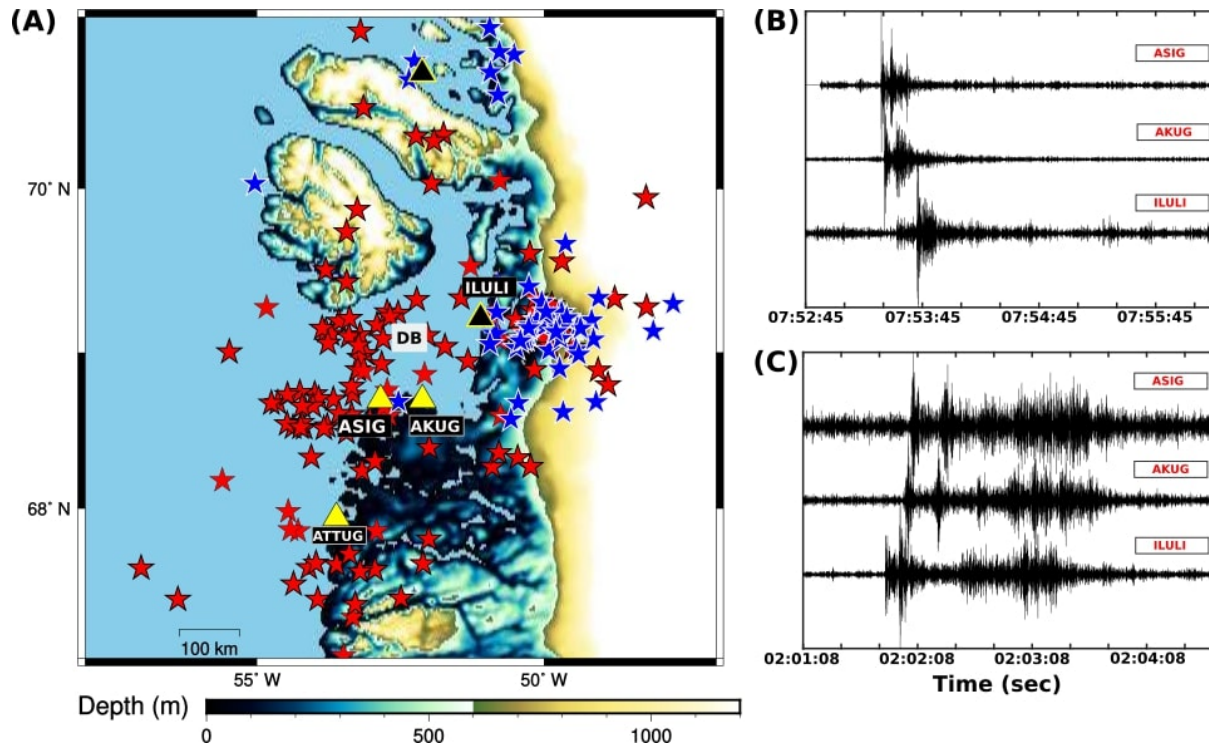 (A)
70° N
68° N
ILULI
DB
ASIG
AKUG
ATTUG
100 km
55° W
50° W
Depth (m)
0
500
1000
(B)
ASIG
AKUG
ILULI
07:52:45
07:53:45
07:54:45
07:55:45
(C)
ASIG
AKUG
ILULI
02:01:08
02:02:08
02:03:08
02:04:08
Time (sec)